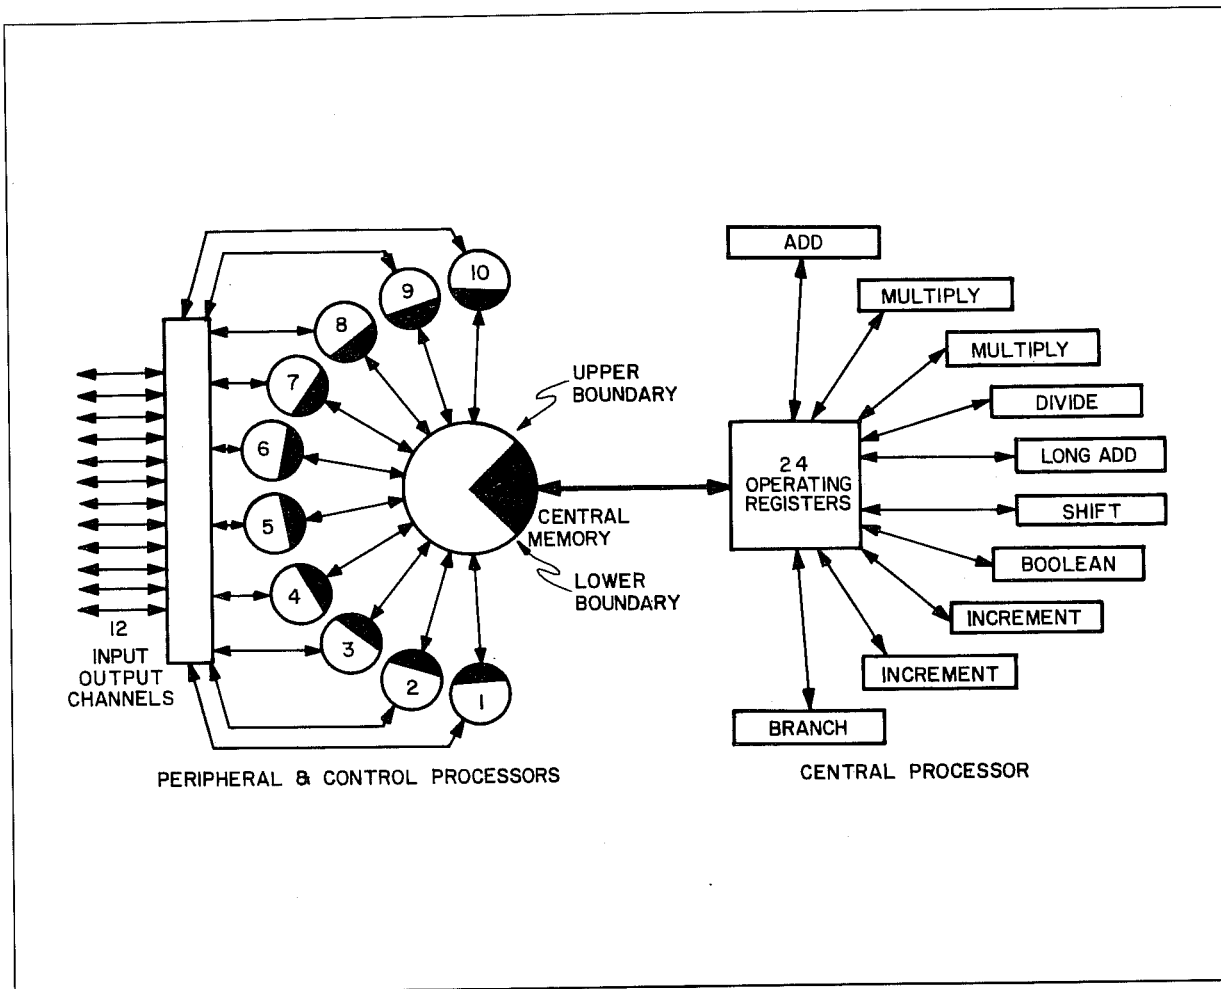 10
9
8
7
6
5
4
3
2
1
12
INPUT
OUTPUT
CHANNELS
PERIPHERAL & CONTROL PROCESSORS
UPPER
BOUNDARY
CENTRAL
MEMORY
LOWER
BOUNDARY
24
OPERATING
REGISTERS
ADD
MULTIPLY
MULTIPLY
DIVIDE
LONG ADD
SHIFT
BOOLEAN
INCREMENT
INCREMENT
BRANCH
CENTRAL PROCESSOR